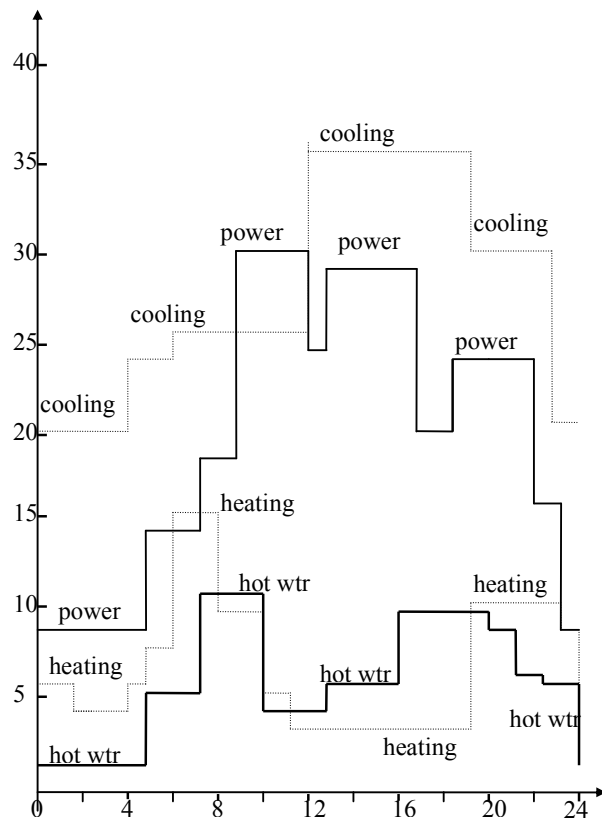 40
cooling
35
power
power
cooling
30
cooling
25
power
cooling
20
heating
15
hot wtr
heating
10
power
heating
hot wtr
5
hot wtr
heating
hot wtr
0 4 8 12 16 20 24